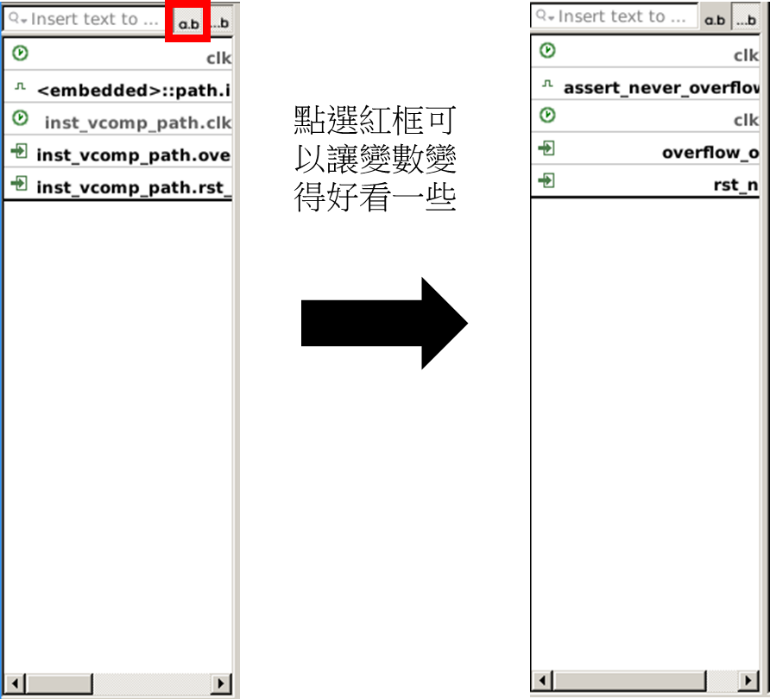 Insert text to ...
a.b
...b
clk
<embedded>::path.i
inst_vcomp_path.clk
inst_vcomp_path.ove
inst_vcomp_path.rst_
點選紅框可
以讓變數變
得好看一些
Insert text to ...
a.b
...b
clk
assert_never_overflow
clk
overflow_o
rst_n